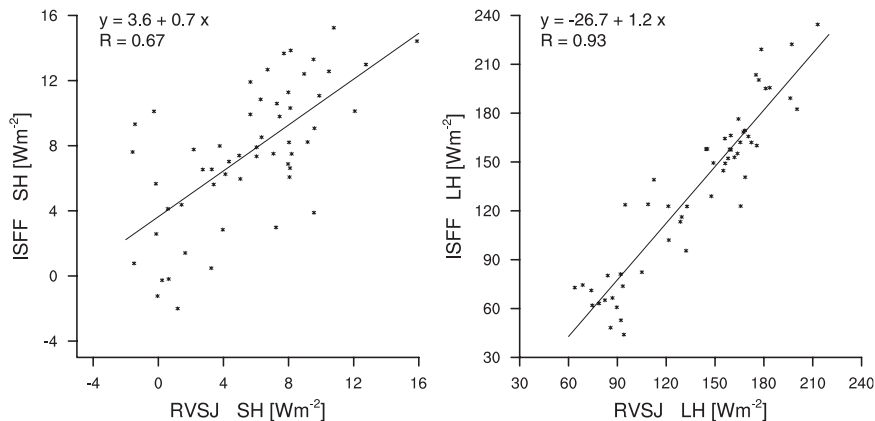 y = 3.6 + 0.7 x
R = 0.67
16
12
8
4
0
-4
ISFF SH [Wm-2]
-4 0 4 8 12 16
RVSJ SH [Wm-2]
y = -26.7 + 1.2 x
R = 0.93
240
210
180
150
120
90
60
30
ISFF LH [Wm-2]
30 60 90 120 150 180 210 240
RVSJ LH [Wm-2]